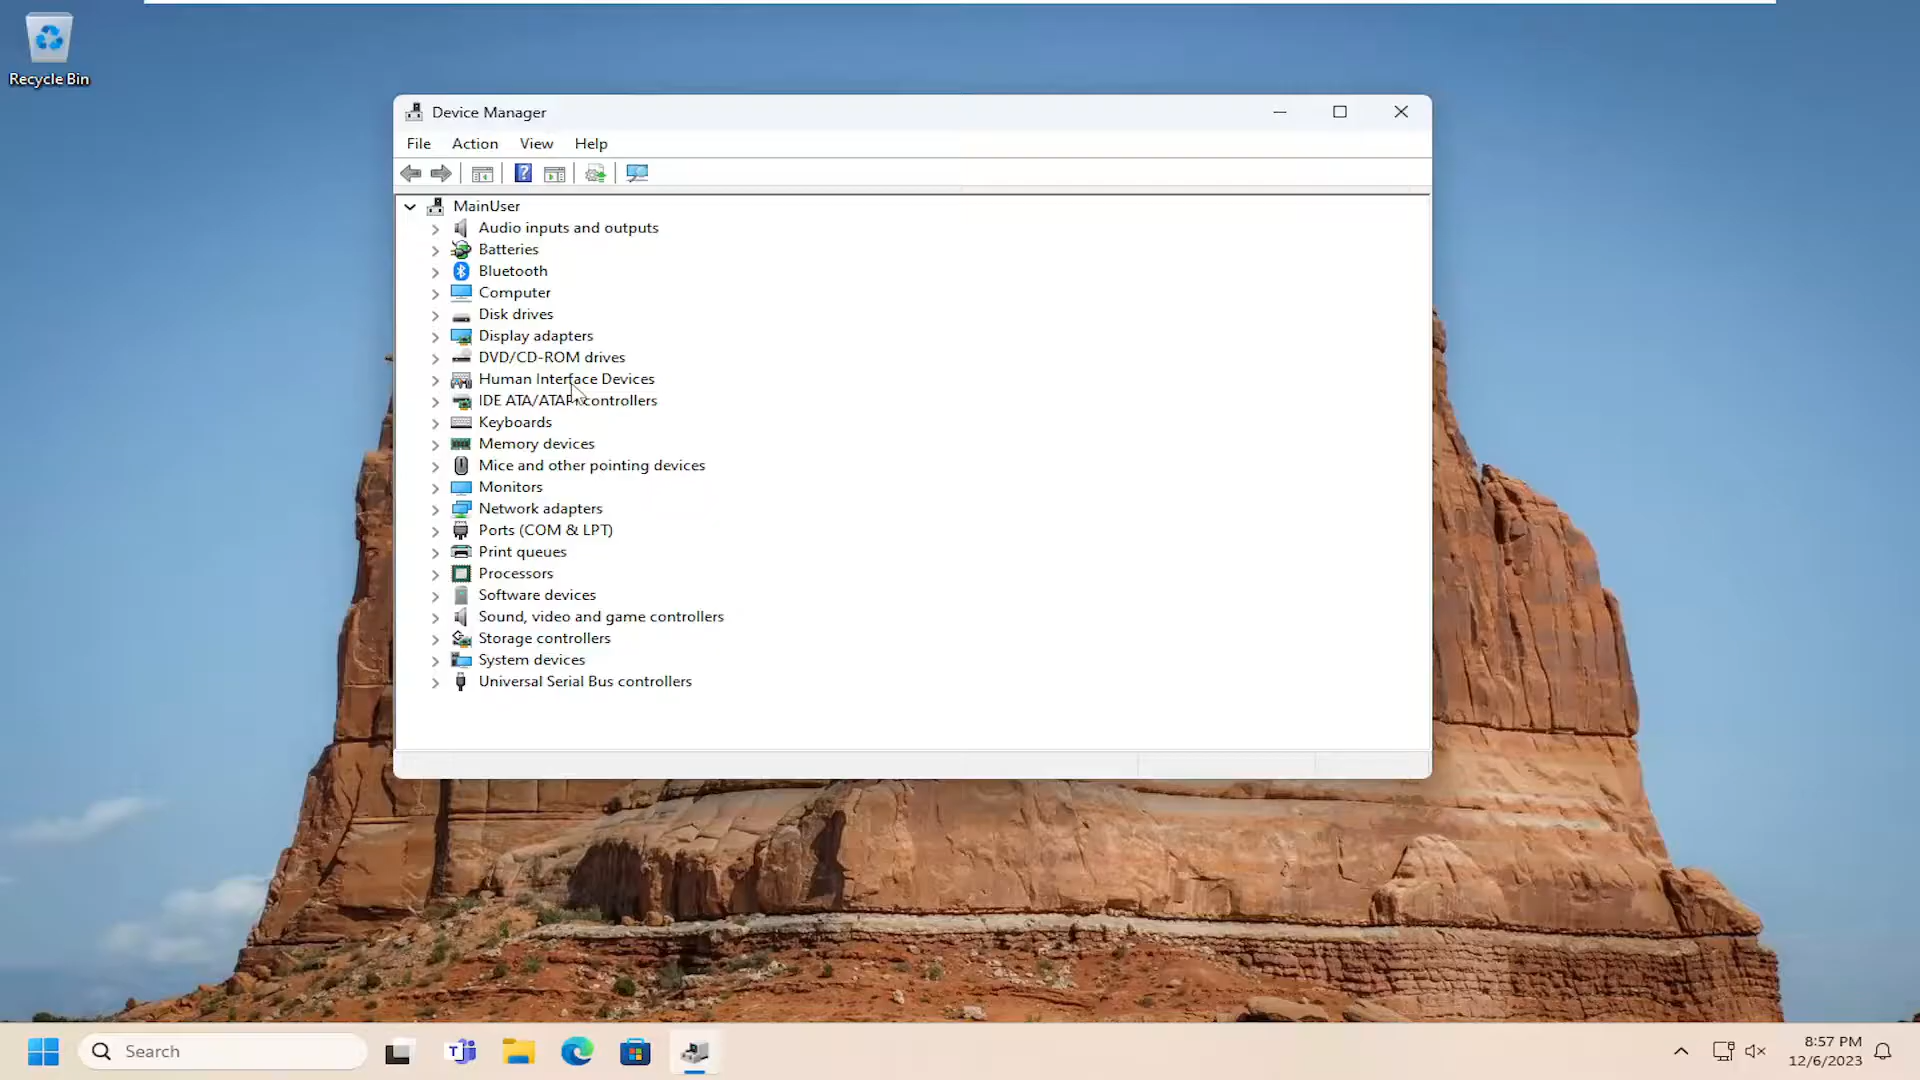 Recycle Bin
Device Manager
File Action View Help
MainUser
Audio inputs and outputs
Batteries
Bluetooth
Computer
Disk drives
Display adapters
DVD/CD-ROM drives
Human Interface Devices
IDE ATA/ATAPI controllers
Keyboards
Memory devices
Mice and other pointing devices
Monitors
Network adapters
Ports (COM & LPT)
Print queues
Processors
Software devices
Sound, video and game controllers
Storage controllers
System devices
Universal Serial Bus controllers
Search
8:57 PM
12/6/2023